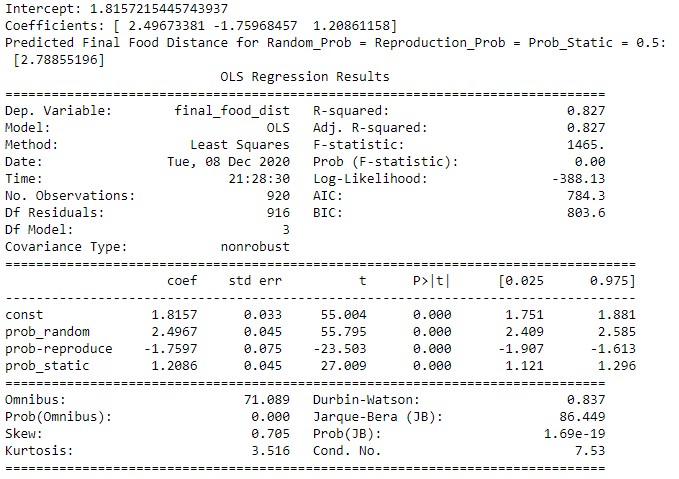 Intercept: 1.8157215445743937
Coefficients: [ 2.49673381 -1.75968457  1.20861158]
Predicted Final Food Distance for Random_Prob = Reproduction_Prob = Prob_Static = 0.5:
 [2.78855196]
                            OLS Regression Results
==============================================================================
Dep. Variable:        final_food_dist   R-squared:                       0.827
Model:                            OLS   Adj. R-squared:                  0.827
Method:                 Least Squares   F-statistic:                     1465.
Date:                Tue, 08 Dec 2020   Prob (F-statistic):               0.00
Time:                        21:28:30   Log-Likelihood:                -388.13
No. Observations:                 920   AIC:                             784.3
Df Residuals:                     916   BIC:                             803.6
Df Model:                           3
Covariance Type:            nonrobust
==================================================================================
                     coef    std err          t      P>|t|      [0.025      0.975]
----------------------------------------------------------------------------------
const              1.8157      0.033     55.004      0.000       1.751       1.881
prob_random        2.4967      0.045     55.795      0.000       2.409       2.585
prob-reproduce    -1.7597      0.075    -23.503      0.000      -1.907      -1.613
prob_static        1.2086      0.045     27.009      0.000       1.121       1.296
==============================================================================
Omnibus:                       71.089   Durbin-Watson:                   0.837
Prob(Omnibus):                  0.000   Jarque-Bera (JB):               86.449
Skew:                           0.705   Prob(JB):                     1.69e-19
Kurtosis:                       3.516   Cond. No.                         7.53
==============================================================================